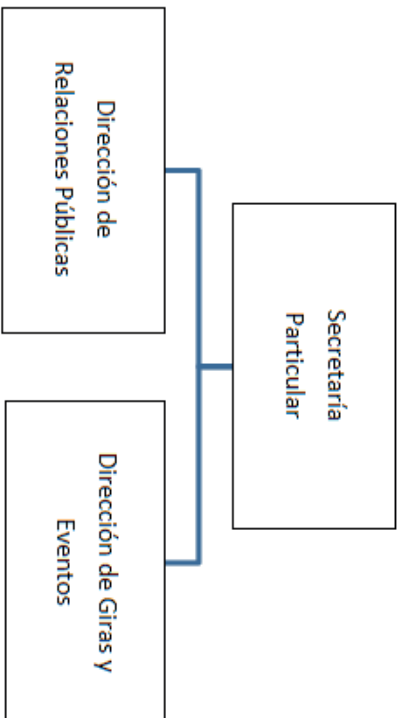 Secretaría
Particular
Dirección de
Relaciones Públicas
Dirección de Giras y
Eventos